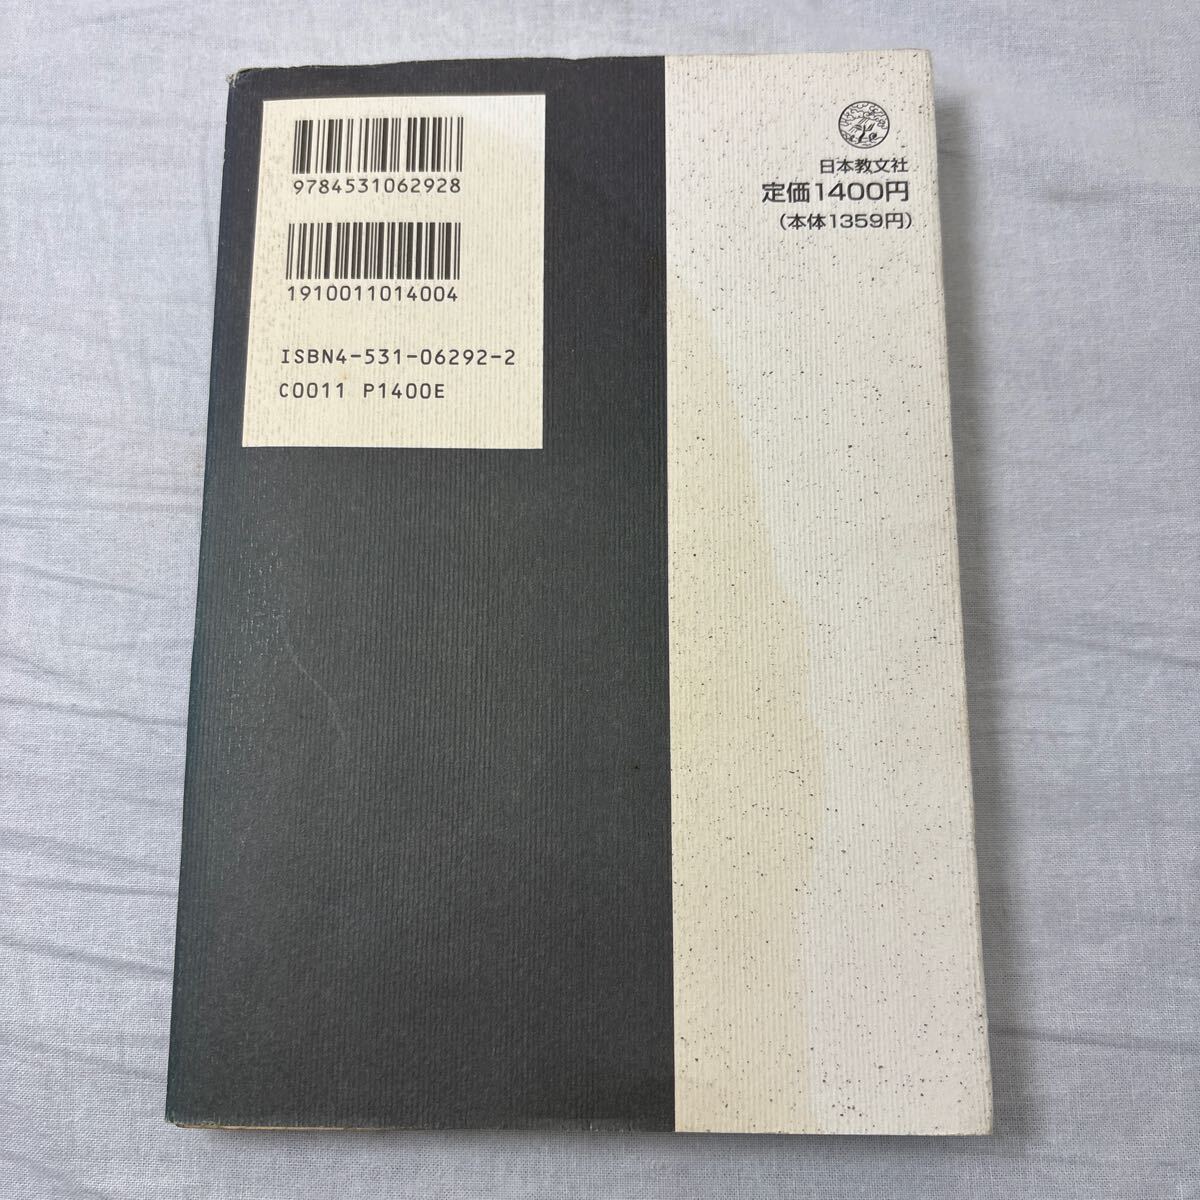 9784531062928
1910011014004
ISBN4-531-06292-2
C0011 P1400E
日本教文社
定価1400円
(本体1359円)